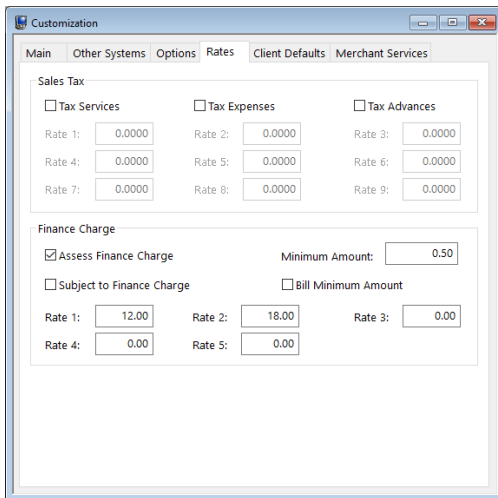 Customization
Main Other Systems Options Rates Client Defaults Merchant Services
Sales Tax
Tax Services Tax Expenses Tax Advances
Rate 1: 0.0000 Rate 2: 0.0000 Rate 3: 0.0000
Rate 4: 0.0000 Rate 5: 0.0000 Rate 6: 0.0000
Rate 7: 0.0000 Rate 8: 0.0000 Rate 9: 0.0000
Finance Charge
Assess Finance Charge Minimum Amount: 0.50
Subject to Finance Charge Bill Minimum Amount
Rate 1: 12.00 Rate 2: 18.00 Rate 3: 0.00
Rate 4: 0.00 Rate 5: 0.00